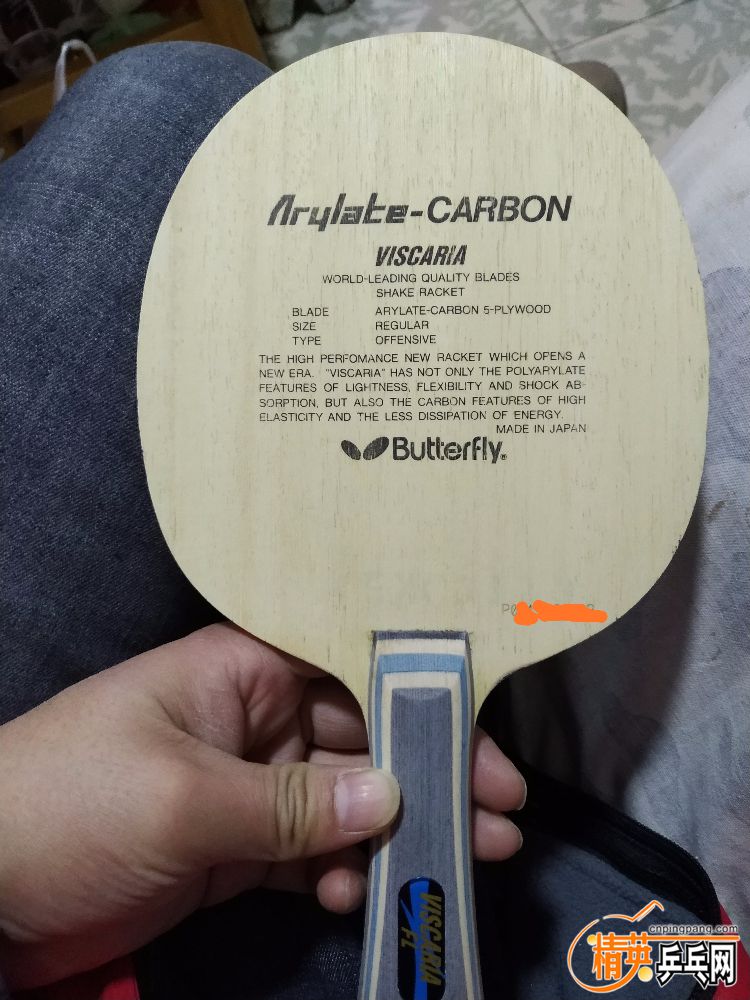 Arylate-CARBON
VISCARIA
WORLD-LEADING QUALITY BLADES
SHAKE RACKET
BLADE ARYLATE-CARBON 5-PLYWOOD
SIZE REGULAR
TYPE OFFENSIVE
THE HIGH PERFOMANCE NEW RACKET WHICH OPENS A
NEW ERA. "VISCARIA" HAS NOT ONLY THE POLYARYLATE
FEATURES OF LIGHTNESS, FLEXIBILITY AND SHOCK AB-
SORPTION, BUT ALSO THE CARBON FEATURES OF HIGH
ELASTICITY AND THE LESS DISSIPATION OF ENERGY.
MADE IN JAPAN
Butterfly®
VISCARIA
FL
cnpingpang.com
精英乒乓网